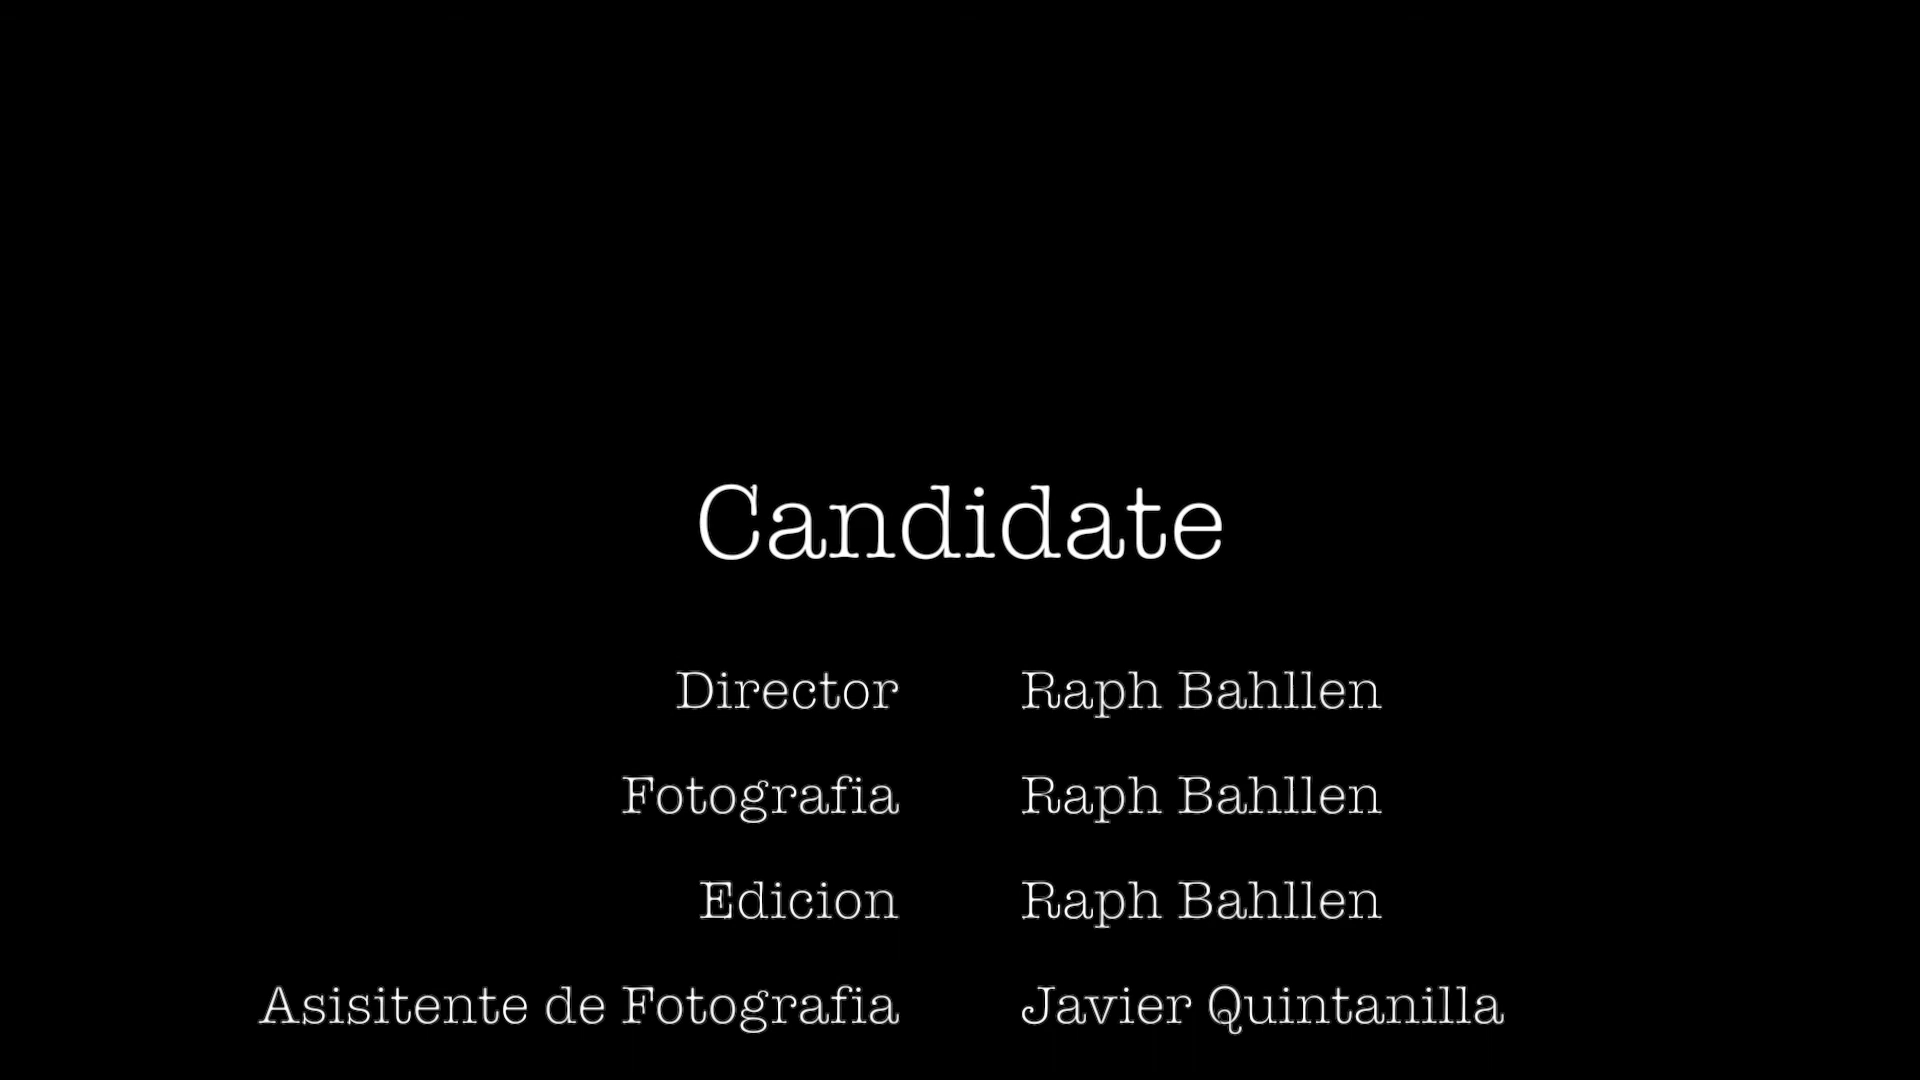 Candidate
Director Raph Bahllen
Fotografia Raph Bahllen
Edicion Raph Bahllen
Asisitente de Fotografia Javier Quintanilla